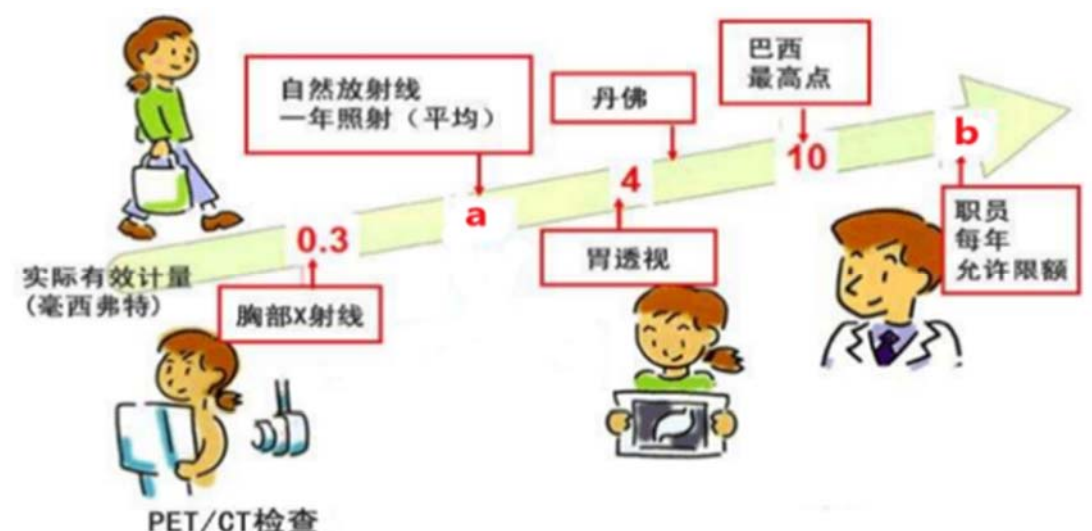 巴西
最高点
自然放射线
一年照射（平均）
丹佛
b
10
4
a
职员
每年
允许限额
0.3
胃透视
实际有效计量
(毫西弗特)
胸部X射线
PET/CT检查